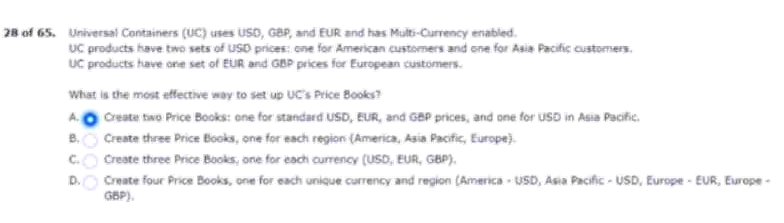 28 of 65. Universal Containers (UC) uses USD, GBP, and EUR and has Multi-Currency enabled.
UC products have two sets of USD prices: one for American customers and one for Asia Pacific customers.
UC products have one set of EUR and GBP prices for European customers.
What is the most effective way to set up UC's Price Books?
A. Create two Price Books: one for standard USD, EUR, and GBP prices, and one for USD in Asia Pacific.
B. Create three Price Books, one for each region (America, Asia Pacific, Europe).
C. Create three Price Books, one for each currency (USD, EUR, GBP).
D. Create four Price Books, one for each unique currency and region (America - USD, Asia Pacific - USD, Europe - EUR, Europe -
GBP).